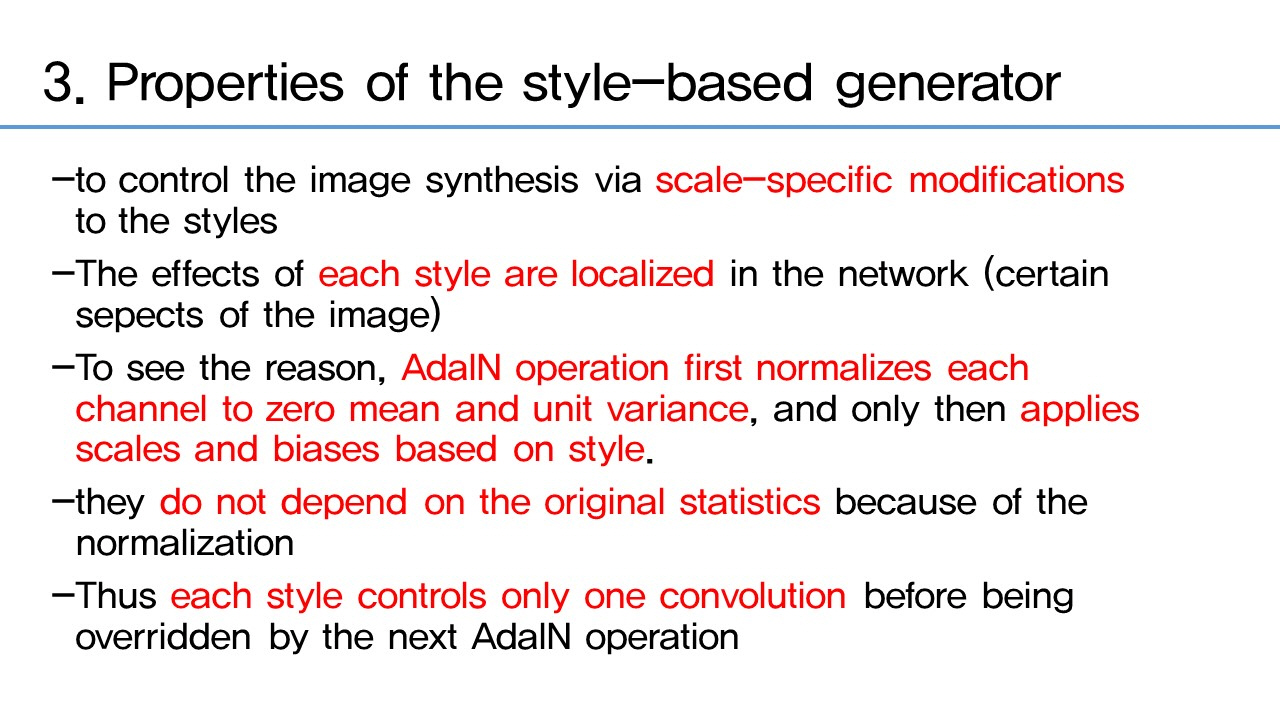 3. Properties of the style-based generator
-to control the image synthesis via scale-specific modifications
to the styles
-The effects of each style are localized in the network (certain
sepects of the image)
-To see the reason, AdaIN operation first normalizes each
channel to zero mean and unit variance, and only then applies
scales and biases based on style.
-they do not depend on the original statistics because of the
normalization
-Thus each style controls only one convolution before being
overridden by the next AdaIN operation